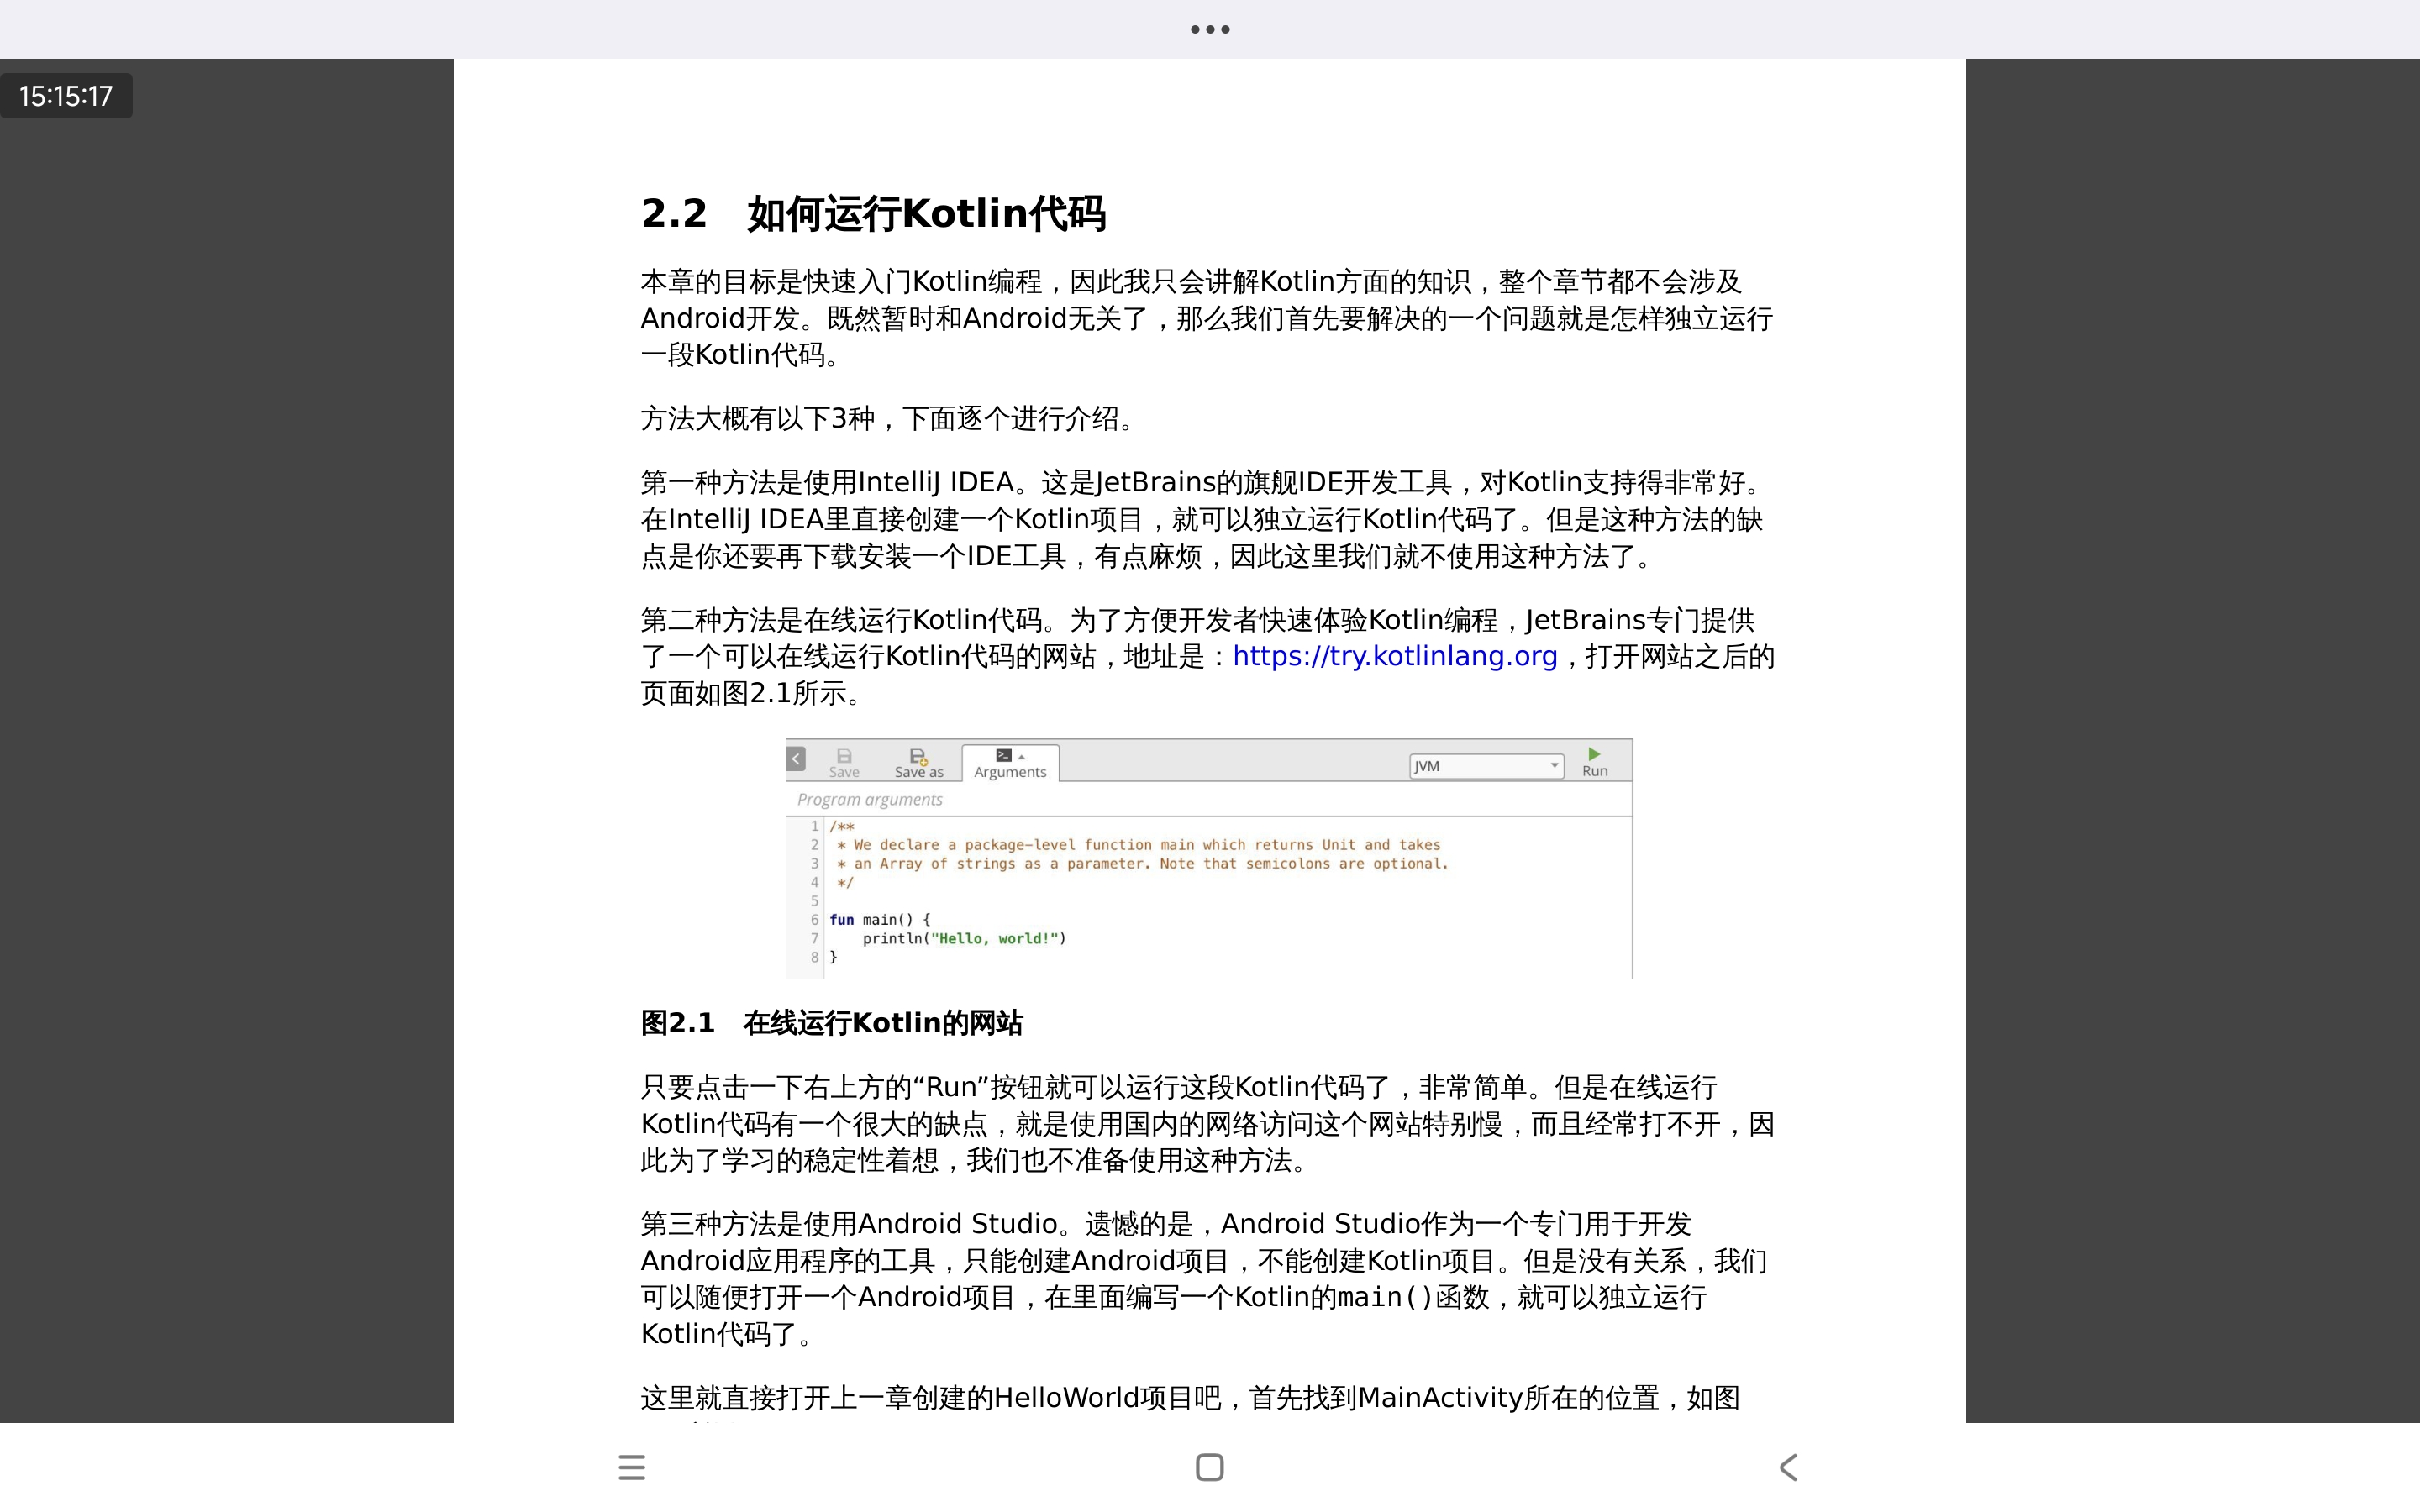 15:15:17
2.2 如何运行Kotlin代码
本章的目标是快速入门Kotlin编程，因此我只会讲解Kotlin方面的知识，整个章节都不会涉及
Android开发。既然暂时和Android无关了，那么我们首先要解决的一个问题就是怎样独立运行
一段Kotlin代码。
方法大概有以下3种，下面逐个进行介绍。
第一种方法是使用IntelliJ IDEA。这是JetBrains的旗舰IDE开发工具，对Kotlin支持得非常好。
在IntelliJ IDEA里直接创建一个Kotlin项目，就可以独立运行Kotlin代码了。但是这种方法的缺
点是你还要再下载安装一个IDE工具，有点麻烦，因此这里我们就不使用这种方法了。
第二种方法是在线运行Kotlin代码。为了方便开发者快速体验Kotlin编程，JetBrains专门提供
了一个可以在线运行Kotlin代码的网站，地址是：https://try.kotlinlang.org，打开网站之后的
页面如图2.1所示。
Save Save as Arguments JVM Run
Program arguments
1 /**
2 * We declare a package-level function main which returns Unit and takes
3 * an Array of strings as a parameter. Note that semicolons are optional.
4 */
5
6 fun main() {
7 println("Hello, world!")
8 }
图2.1 在线运行Kotlin的网站
只要点击一下右上方的“Run”按钮就可以运行这段Kotlin代码了，非常简单。但是在线运行
Kotlin代码有一个很大的缺点，就是使用国内的网络访问这个网站特别慢，而且经常打不开，因
此为了学习的稳定性着想，我们也不准备使用这种方法。
第三种方法是使用Android Studio。遗憾的是，Android Studio作为一个专门用于开发
Android应用程序的工具，只能创建Android项目，不能创建Kotlin项目。但是没有关系，我们
可以随便打开一个Android项目，在里面编写一个Kotlin的main()函数，就可以独立运行
Kotlin代码了。
这里就直接打开上一章创建的HelloWorld项目吧，首先找到MainActivity所在的位置，如图